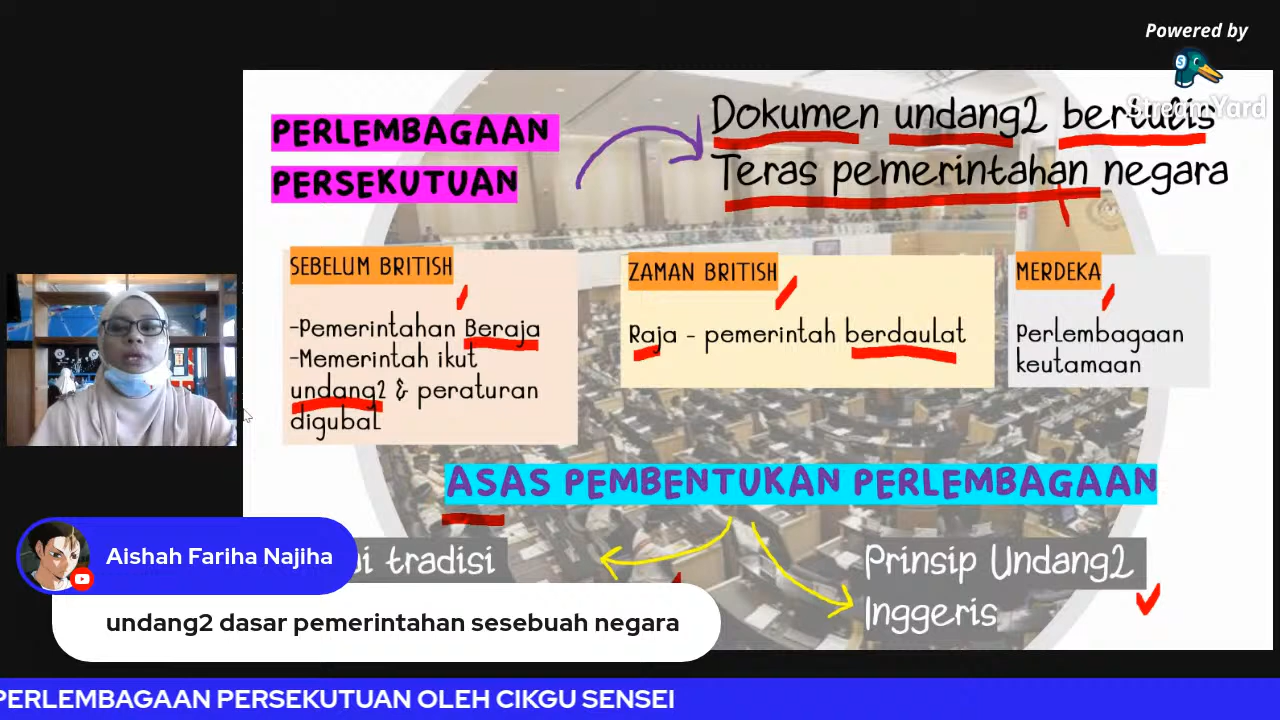 Powered by
StreamYard
PERLEMBAGAAN
PERSEKUTUAN
Dokumen undang2 bertulis
Teras pemerintahan negara
SEBELUM BRITISH
-Pemerintahan Beraja
-Memerintah ikut
undang2 & peraturan
digubal
ZAMAN BRITISH
Raja - pemerintah berdaulat
MERDEKA
Perlembagaan
keutamaan
ASAS PEMBENTUKAN PERLEMBAGAAN
tradisi
Prinsip Undang2
Inggeris
Aishah Fariha Najiha
undang2 dasar pemerintahan sesebuah negara
PERLEMBAGAAN PERSEKUTUAN OLEH CIKGU SENSEI